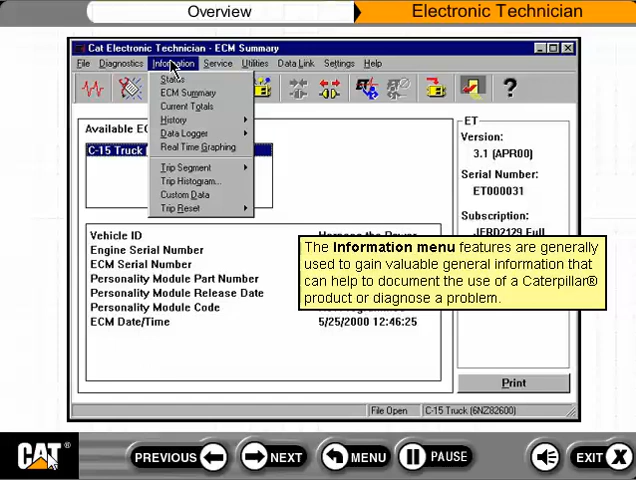 Overview
Electronic Technician
Cat Electronic Technician - ECM Summary
File Diagnostics Information Service Utilities Data Link Settings Help
Status
ECM Summary
Current Totals
History
Data Logger
Real Time Graphing
Trip Segment
Trip Histogram...
Custom Data
Trip Reset
Available EC
C-15 Truck
ET
Version:
3.1 (APR00)
Serial Number:
ET000031
Subscription:
JERD2129 Full
Vehicle ID
Engine Serial Number
ECM Serial Number
Personality Module Part Number
Personality Module Release Date
Personality Module Code
ECM Date/Time
5/25/2000 12:46:25
The Information menu features are generally
used to gain valuable general information that
can help to document the use of a Caterpillar®
product or diagnose a problem.
Print
File Open
C-15 Truck (6NZ82600)
CAT®
PREVIOUS
NEXT
MENU
PAUSE
EXIT X